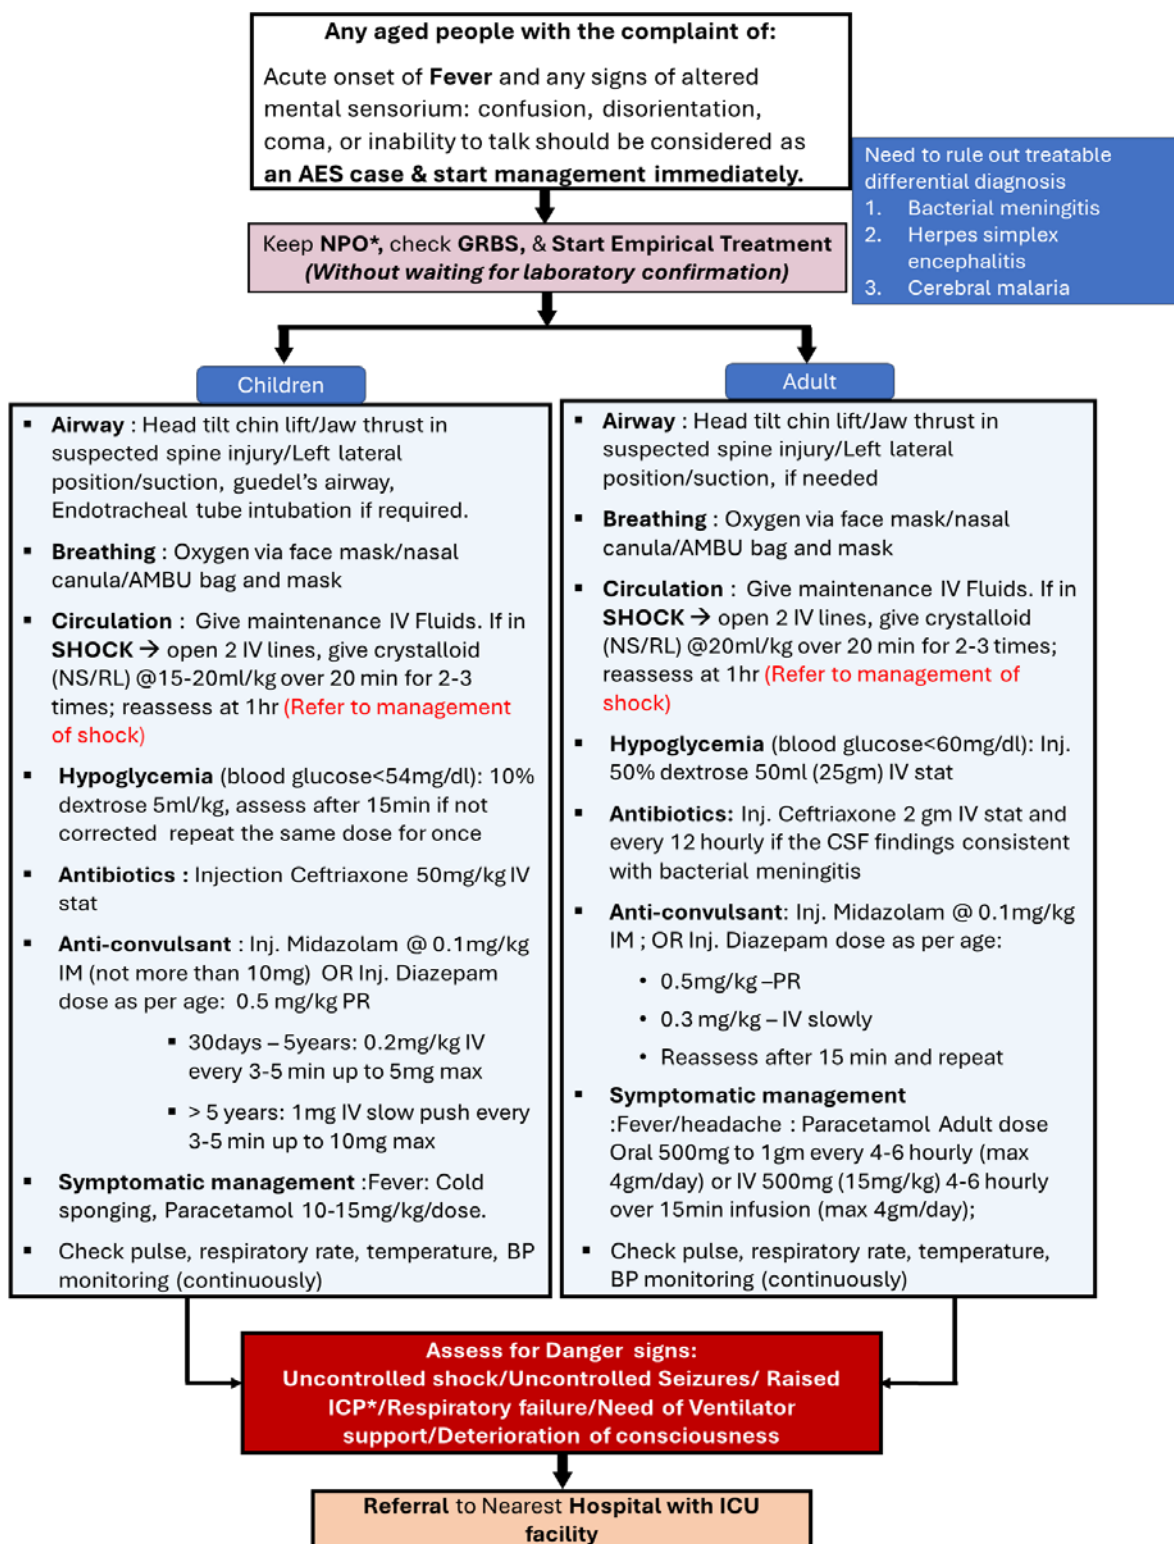 Any aged people with the complaint of:
Acute onset of Fever and any signs of altered
mental sensorium: confusion, disorientation,
coma, or inability to talk should be considered as
an AES case & start management immediately.
Need to rule out treatable
differential diagnosis
1. Bacterial meningitis
2. Herpes simplex
encephalitis
3. Cerebral malaria
Keep NPO*, check GRBS, & Start Empirical Treatment
(Without waiting for laboratory confirmation)
Children
▪ Airway : Head tilt chin lift/Jaw thrust in
suspected spine injury/Left lateral
position/suction, guedel's airway,
Endotracheal tube intubation if required.
▪ Breathing : Oxygen via face mask/nasal
canula/AMBU bag and mask
▪ Circulation : Give maintenance IV Fluids. If in
SHOCK → open 2 IV lines, give crystalloid
(NS/RL) @15-20ml/kg over 20 min for 2-3
times; reassess at 1hr (Refer to management
of shock)
▪ Hypoglycemia (blood glucose<54mg/dl): 10%
dextrose 5ml/kg, assess after 15min if not
corrected repeat the same dose for once
▪ Antibiotics : Injection Ceftriaxone 50mg/kg IV
stat
▪ Anti-convulsant : Inj. Midazolam @ 0.1mg/kg
IM (not more than 10mg) OR Inj. Diazepam
dose as per age: 0.5 mg/kg PR
▪ 30days – 5years: 0.2mg/kg IV
every 3-5 min up to 5mg max
▪ > 5 years: 1mg IV slow push every
3-5 min up to 10mg max
▪ Symptomatic management :Fever: Cold
sponging, Paracetamol 10-15mg/kg/dose.
▪ Check pulse, respiratory rate, temperature, BP
monitoring (continuously)
Adult
▪ Airway : Head tilt chin lift/Jaw thrust in
suspected spine injury/Left lateral
position/suction, if needed
▪ Breathing : Oxygen via face mask/nasal
canula/AMBU bag and mask
▪ Circulation : Give maintenance IV Fluids. If in
SHOCK → open 2 IV lines, give crystalloid
(NS/RL) @20ml/kg over 20 min for 2-3 times;
reassess at 1hr (Refer to management of
shock)
▪ Hypoglycemia (blood glucose<60mg/dl): Inj.
50% dextrose 50ml (25gm) IV stat
▪ Antibiotics: Inj. Ceftriaxone 2 gm IV stat and
every 12 hourly if the CSF findings consistent
with bacterial meningitis
▪ Anti-convulsant: Inj. Midazolam @ 0.1mg/kg
IM ; OR Inj. Diazepam dose as per age:
• 0.5mg/kg –PR
• 0.3 mg/kg – IV slowly
• Reassess after 15 min and repeat
▪ Symptomatic management
:Fever/headache : Paracetamol Adult dose
Oral 500mg to 1gm every 4-6 hourly (max
4gm/day) or IV 500mg (15mg/kg) 4-6 hourly
over 15min infusion (max 4gm/day);
▪ Check pulse, respiratory rate, temperature,
BP monitoring (continuously)
Assess for Danger signs:
Uncontrolled shock/Uncontrolled Seizures/ Raised
ICP*/Respiratory failure/Need of Ventilator
support/Deterioration of consciousness
Referral to Nearest Hospital with ICU
facility